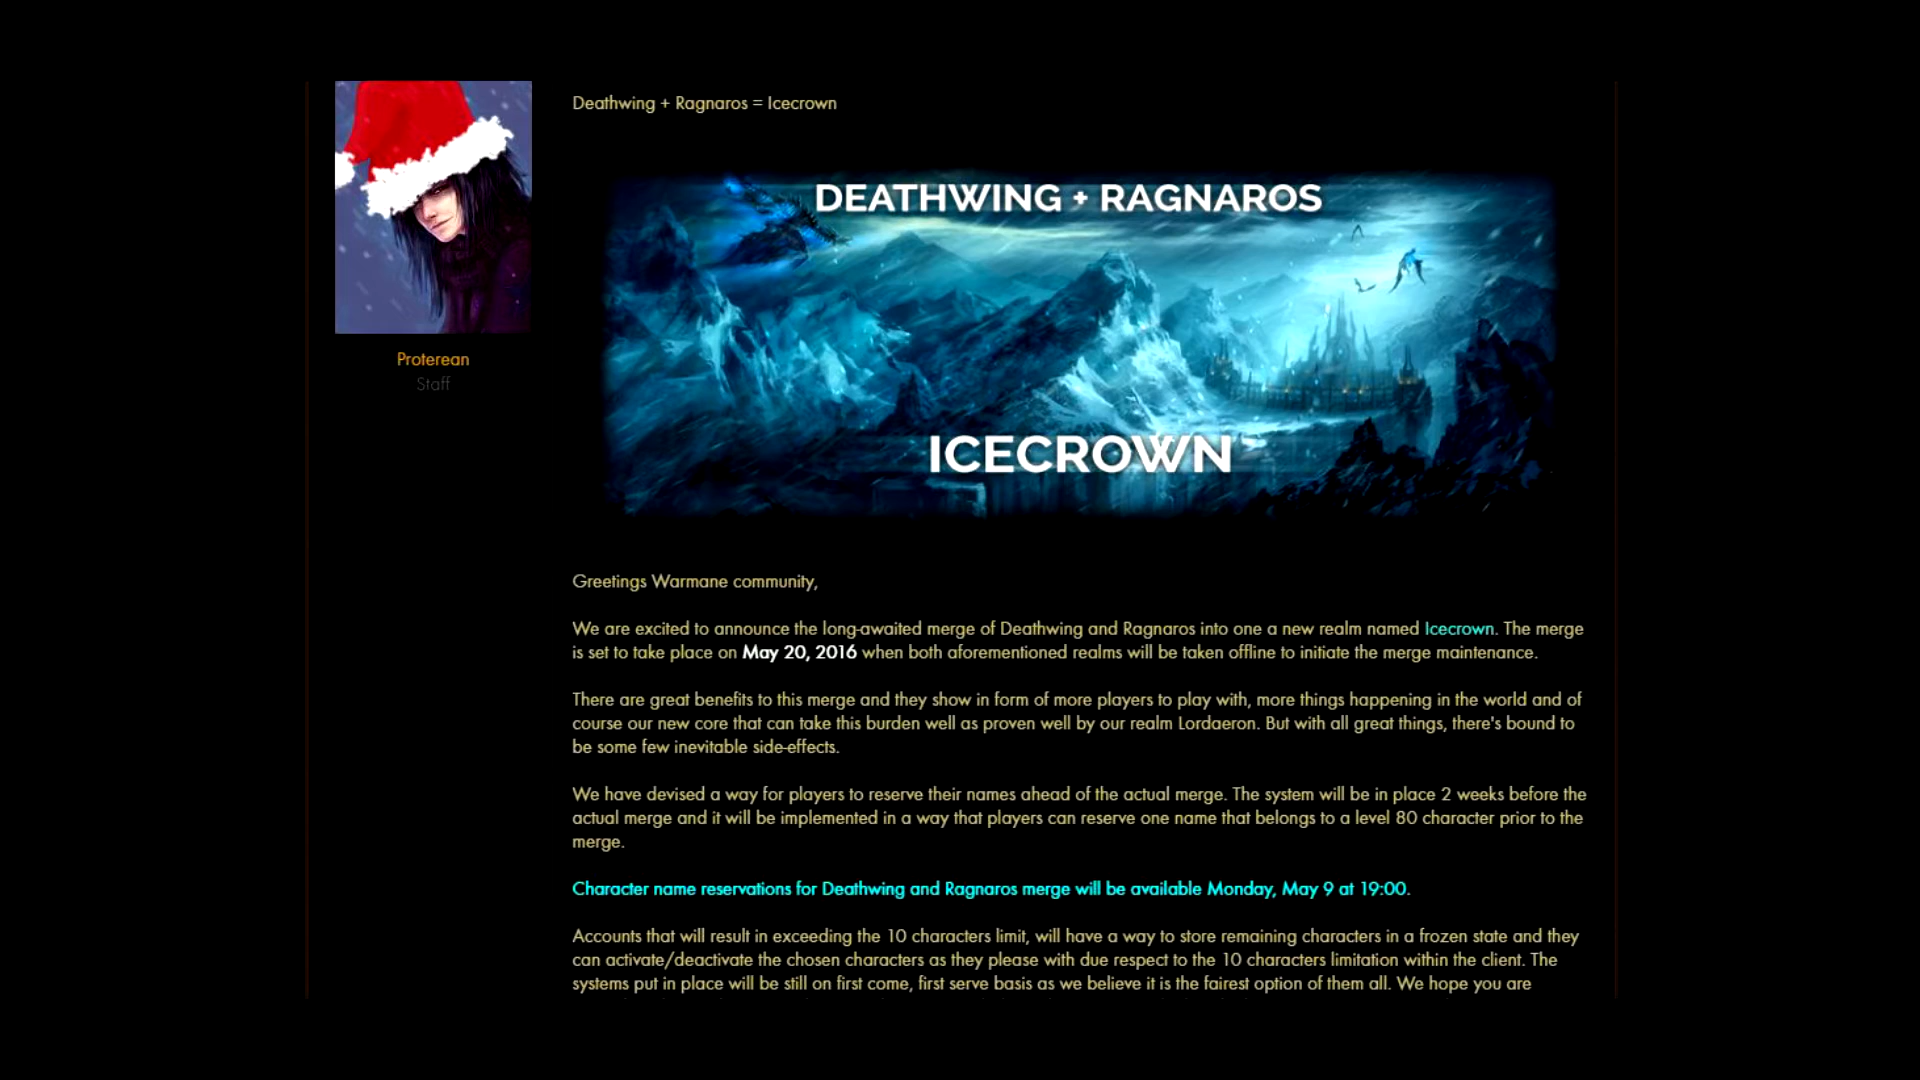 Deathwing + Ragnaros = Icecrown
DEATHWING + RAGNAROS
ICECROWN
Proterean
Staff
Greetings Warmane community,
We are excited to announce the long-awaited merge of Deathwing and Ragnaros into one a new realm named Icecrown. The merge
is set to take place on May 20, 2016 when both aforementioned realms will be taken offline to initiate the merge maintenance.
There are great benefits to this merge and they show in form of more players to play with, more things happening in the world and of
course our new core that can take this burden well as proven well by our realm Lordaeron. But with all great things, there's bound to
be some few inevitable side-effects.
We have devised a way for players to reserve their names ahead of the actual merge. The system will be in place 2 weeks before the
actual merge and it will be implemented in a way that players can reserve one name that belongs to a level 80 character prior to the
merge.
Character name reservations for Deathwing and Ragnaros merge will be available Monday, May 9 at 19:00.
Accounts that will result in exceeding the 10 characters limit, will have a way to store remaining characters in a frozen state and they
can activate/deactivate the chosen characters as they please with due respect to the 10 characters limitation within the client. The
systems put in place will be still on first come, first serve basis as we believe it is the fairest option of them all. We hope you are